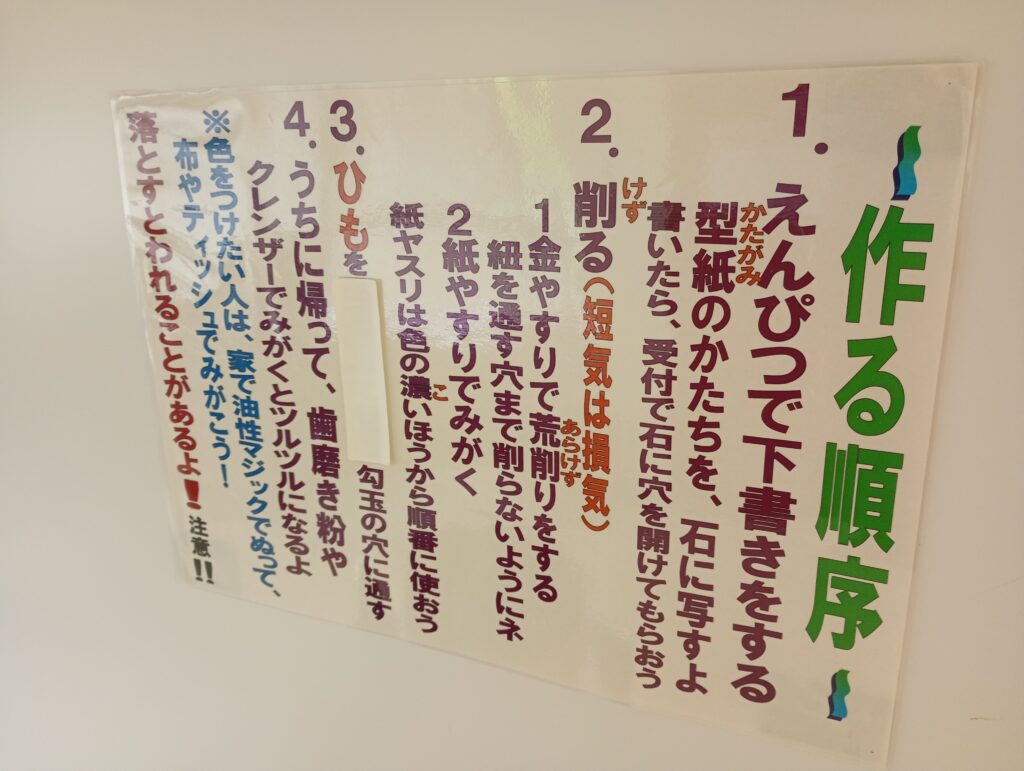 ～作る順序～
1．えんぴつで下書きをする
型紙のかたちを、石に写すよ
かたがみ
書いたら、受付で石に穴を開けてもらおう
2．削る（短気は損気）
けず
1金やすりで荒削りをする
あらけず
紐を通す穴まで削らないようにネ
2紙やすりでみがく
紙ヤスリは色の濃いほうから順番に使おう
こ
3．ひもを 勾玉の穴に通す
4．うちに帰って、歯磨き粉や
クレンザーでみがくとツルツルになるよ
※色をつけたい人は、家で油性マジックでぬって、
布やティッシュでみがこう！
落とすとわれることがあるよ！注意！！